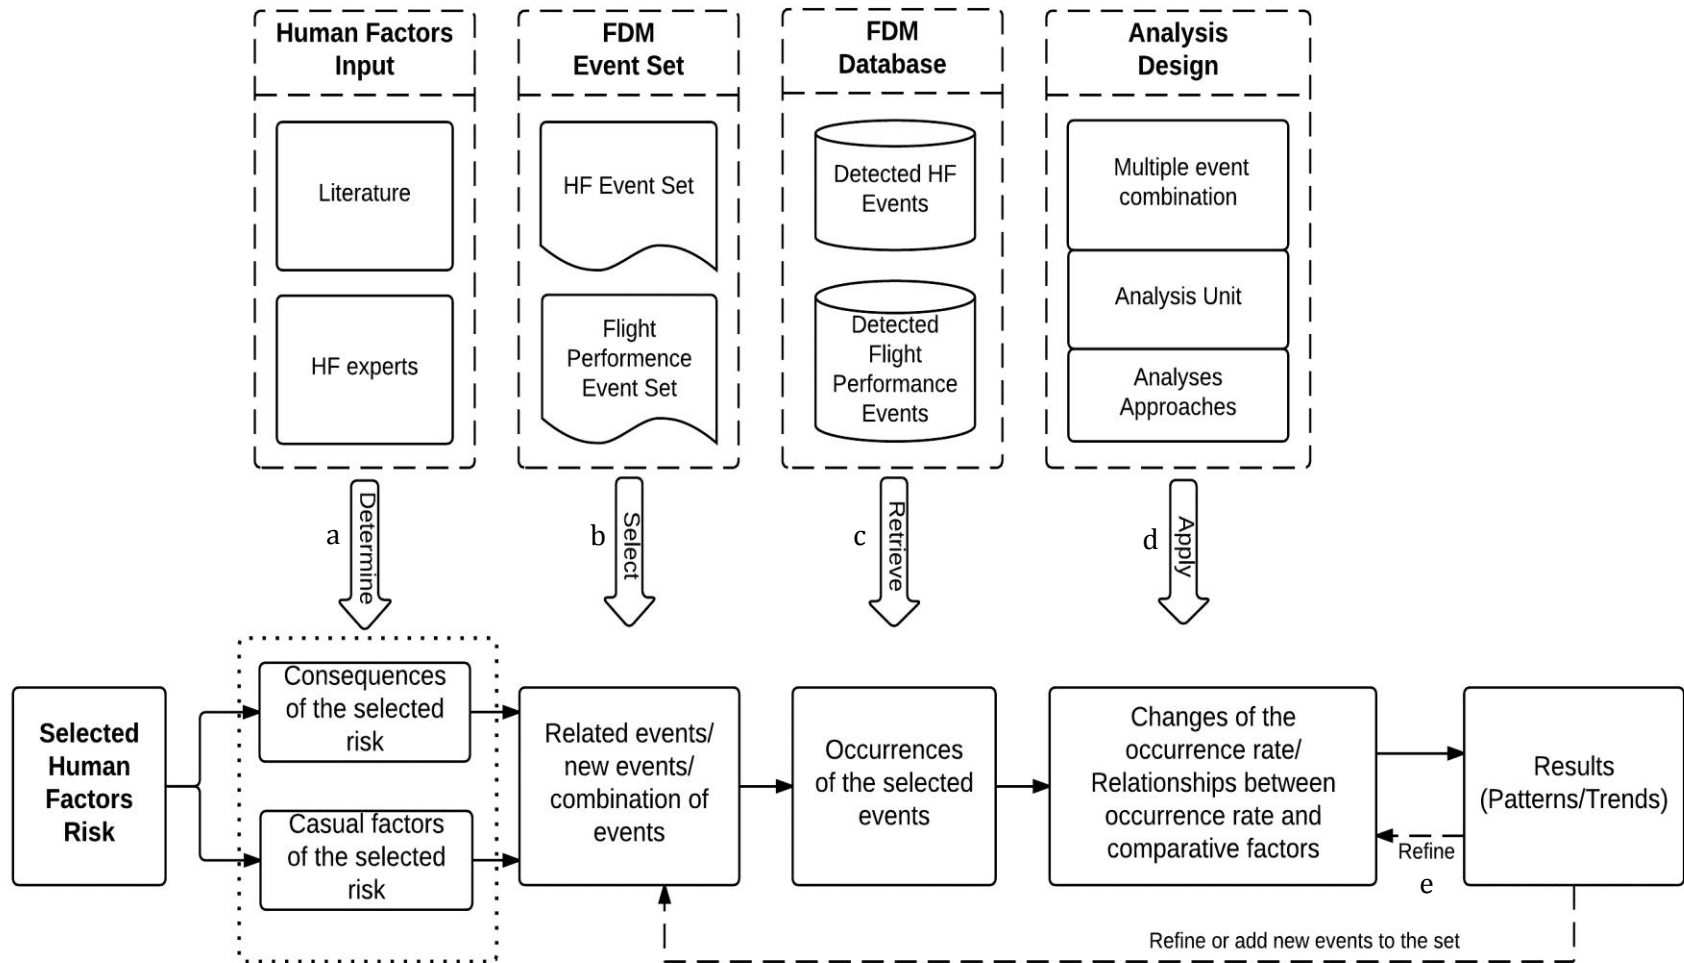 Human Factors
Input
FDM
Event Set
FDM
Database
Analysis
Design
Literature
HF experts
HF Event Set
Flight
Performence
Event Set
Detected HF
Events
Detected
Flight
Performance
Events
Multiple event
combination
Analysis Unit
Analyses
Approaches
a
Determine
b
Select
c
Retrieve
d
Apply
Selected
Human
Factors
Risk
Consequences
of the selected
risk
Casual factors
of the selected
risk
Related events/
new events/
combination of
events
Occurrences
of the selected
events
Changes of the
occurrence rate/
Relationships between
occurrence rate and
comparative factors
Results
(Patterns/Trends)
Refine
e
Refine or add new events to the set